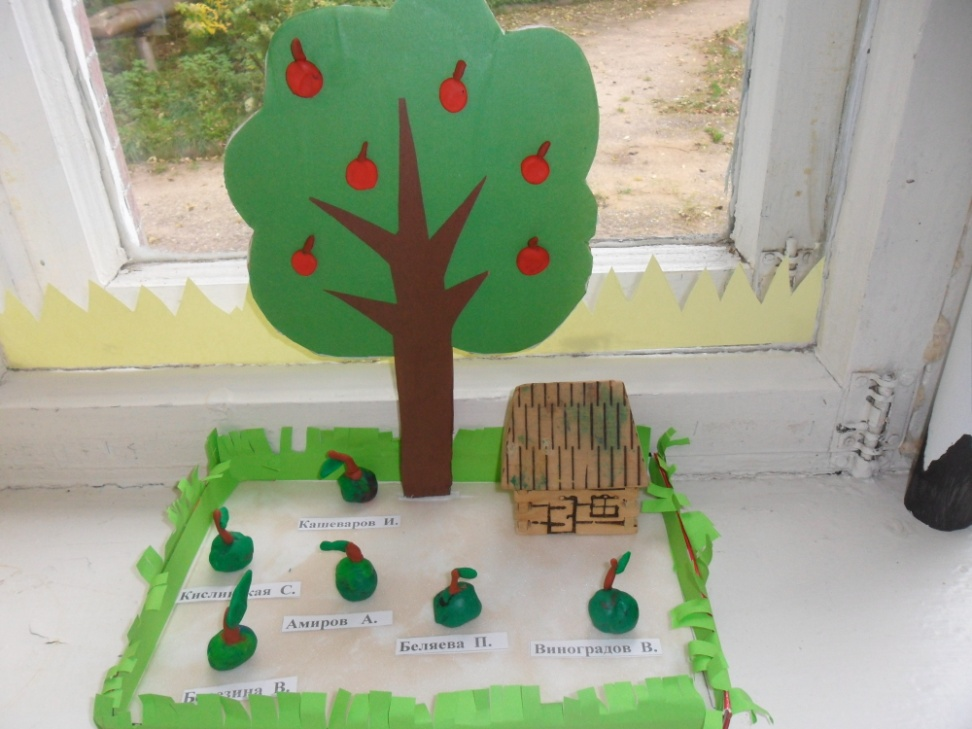 Кашеваров И.
С.
Амиров А.
Беляева П.
Виноградов В.
В.